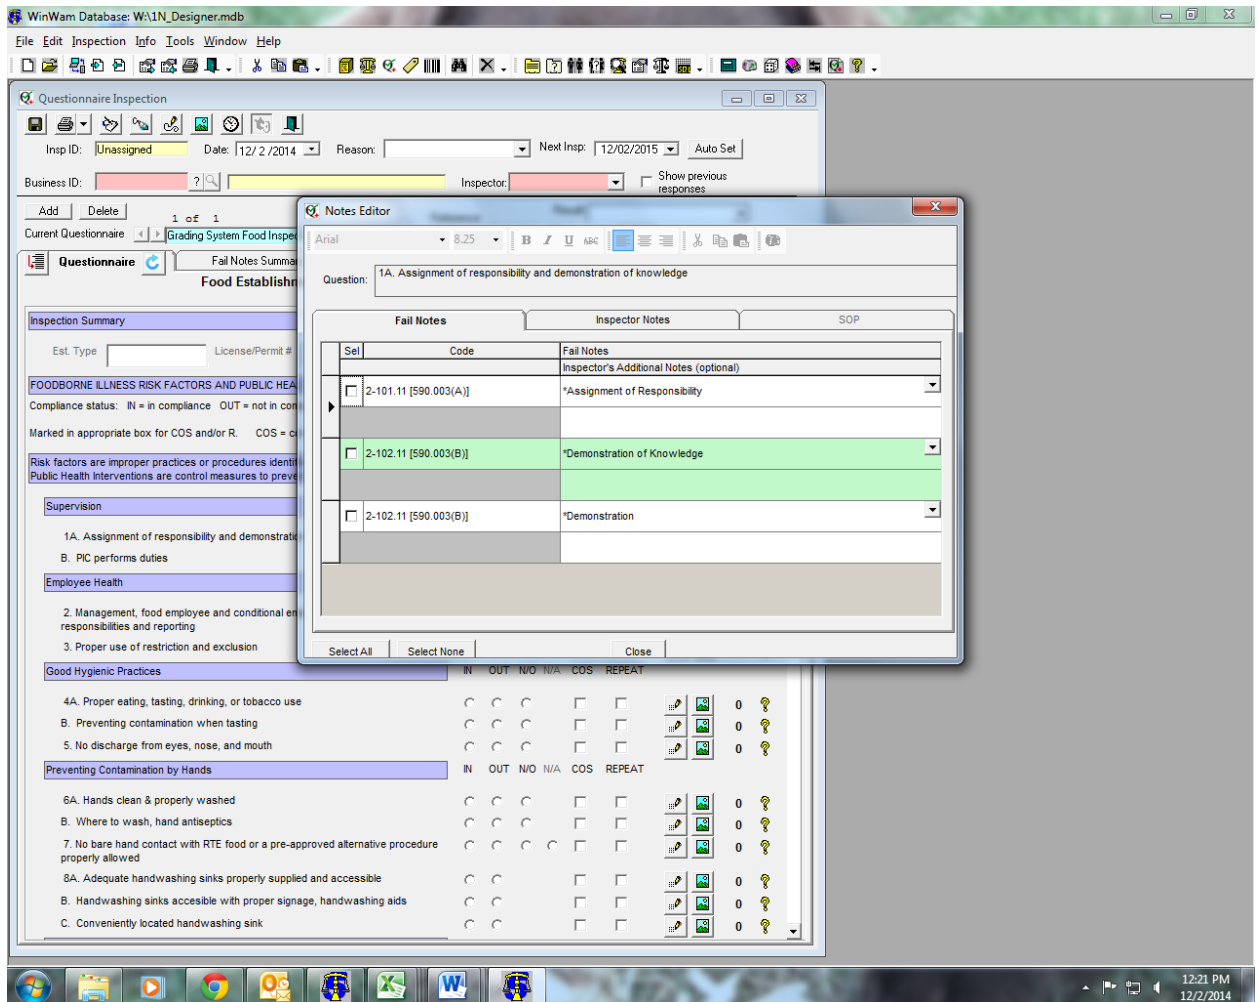 WinWam Database: W:\1N_Designer.mdb
File Edit Inspection Info Tools Window Help
Questionnaire Inspection
Insp ID: Unassigned Date: 12/ 2 /2014 Reason: Next Insp: 12/02/2015 Auto Set
Business ID: ? Inspector: Show previous responses
Add Delete 1 of 1
Current Questionnaire Grading System Food Inspec
Questionnaire Fail Notes Summa
Food Establishm
Inspection Summary
Est. Type License/Permit #
FOODBORNE ILLNESS RISK FACTORS AND PUBLIC HEA
Compliance status: IN = in compliance OUT = not in con
Marked in appropriate box for COS and/or R. COS = c
Risk factors are improper practices or procedures identif
Public Health Interventions are control measures to preve
Supervision
1A. Assignment of responsibility and demonstratio
B. PIC performs duties
Employee Health
2. Management, food employee and conditional en
responsibilities and reporting
3. Proper use of restriction and exclusion
Notes Editor
Arial 8.25 B I U ABC
Question: 1A. Assignment of responsibility and demonstration of knowledge
Fail Notes Inspector Notes SOP
Sel Code Fail Notes
Inspector's Additional Notes (optional)
2-101.11 [590.003(A)] *Assignment of Responsibility
2-102.11 [590.003(B)] *Demonstration of Knowledge
2-102.11 [590.003(B)] *Demonstration
Select All Select None Close
Good Hygienic Practices IN OUT N/O N/A COS REPEAT
4A. Proper eating, tasting, drinking, or tobacco use 0
B. Preventing contamination when tasting 0
5. No discharge from eyes, nose, and mouth 0
Preventing Contamination by Hands IN OUT N/O N/A COS REPEAT
6A. Hands clean & properly washed 0
B. Where to wash, hand antiseptics 0
7. No bare hand contact with RTE food or a pre-approved alternative procedure 0
properly allowed
8A. Adequate handwashing sinks properly supplied and accessible 0
B. Handwashing sinks accesible with proper signage, handwashing aids 0
C. Conveniently located handwashing sink 0
12:21 PM
12/2/2014